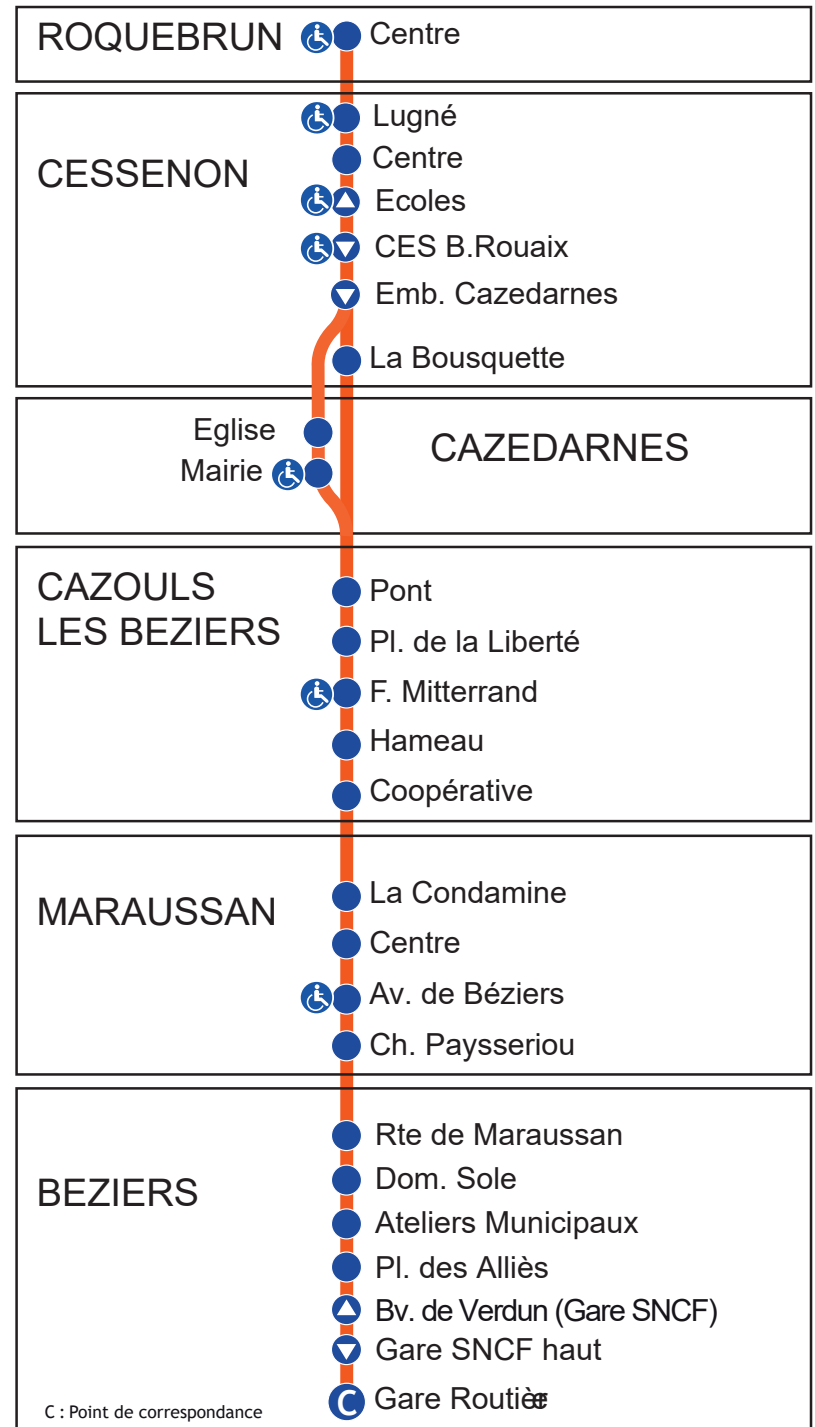 ROQUEBRUN
Centre
CESSENON
Lugné
Centre
Ecoles
CES B.Rouaix
Emb. Cazedarnes
La Bousquette
Eglise
Mairie
CAZEDARNES
CAZOULS
LES BEZIERS
Pont
Pl. de la Liberté
F. Mitterrand
Hameau
Coopérative
MARAUSSAN
La Condamine
Centre
Av. de Béziers
Ch. Paysseriou
BEZIERS
Rte de Maraussan
Dom. Sole
Ateliers Municipaux
Pl. des Alliès
Bv. de Verdun (Gare SNCF)
Gare SNCF haut
C Gare Routière
C : Point de correspondance